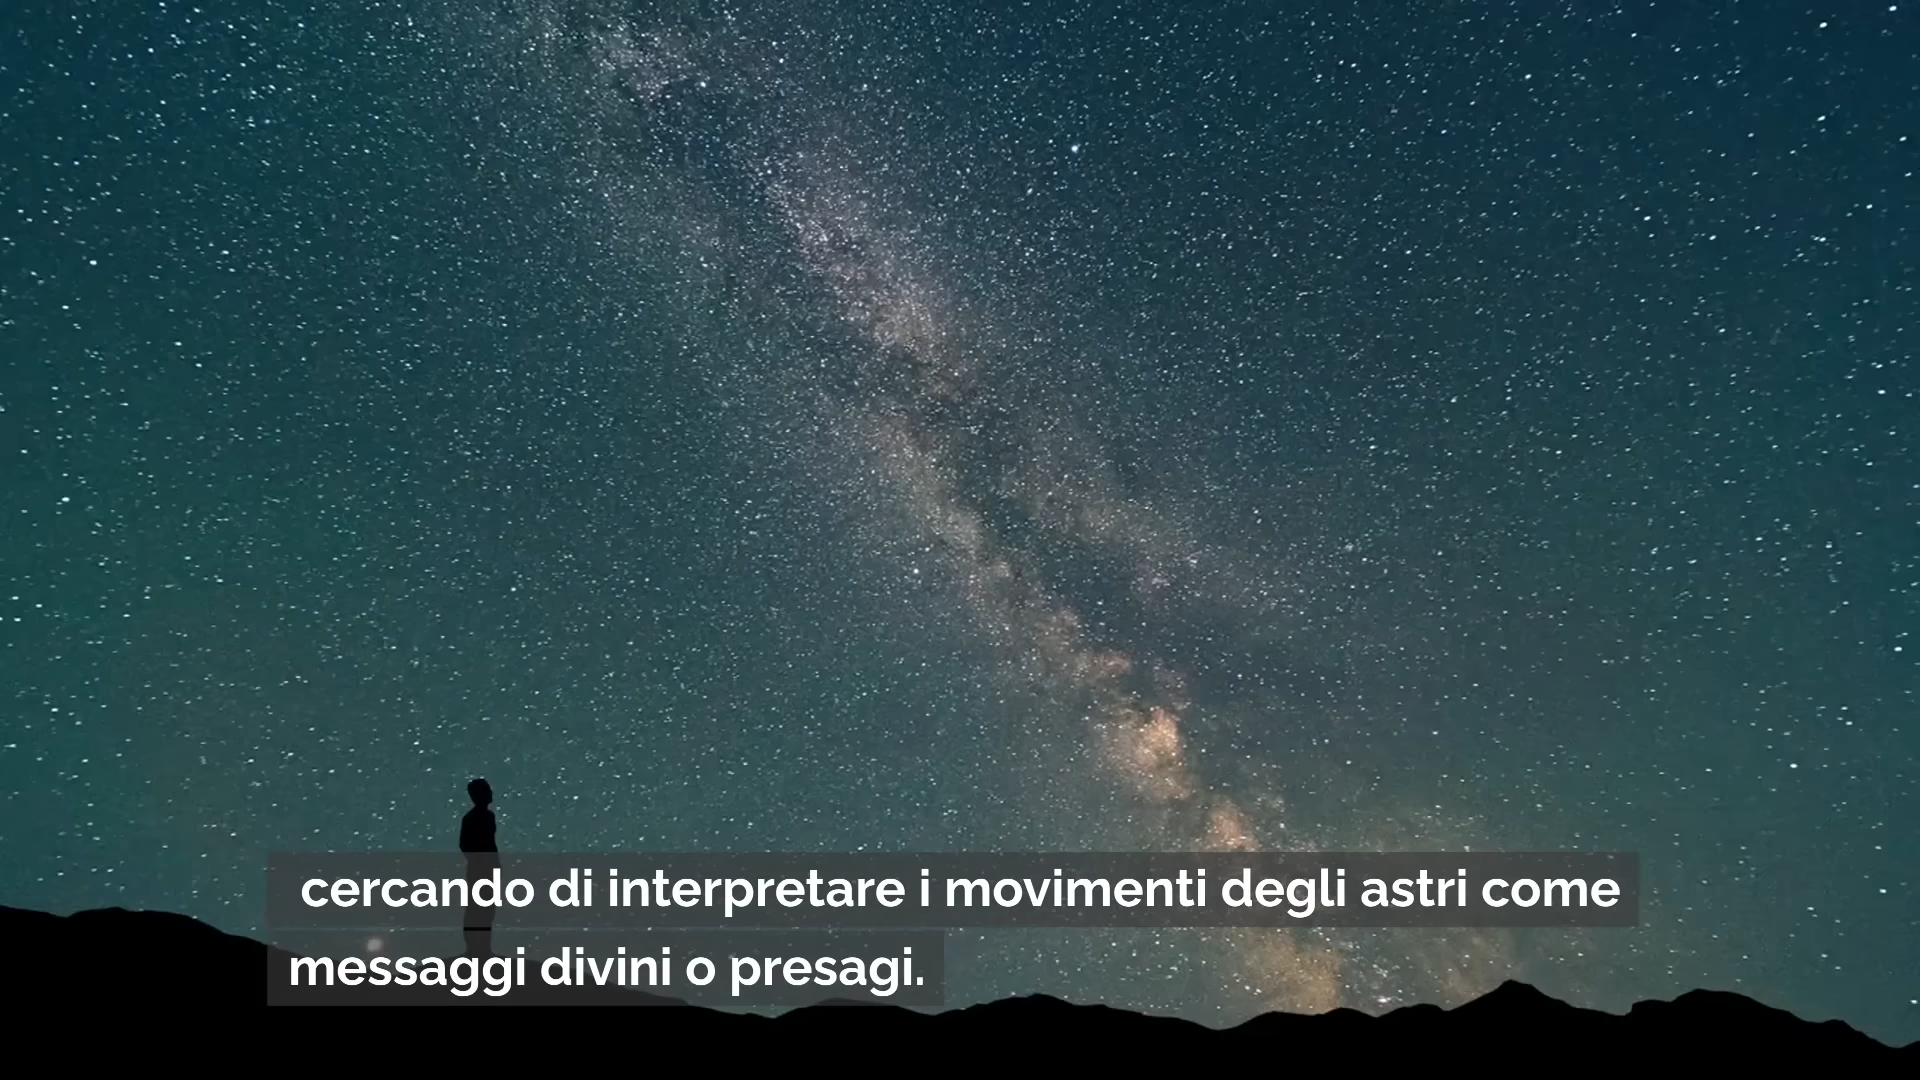 cercando di interpretare i movimenti degli astri come
messaggi divini o presagi.